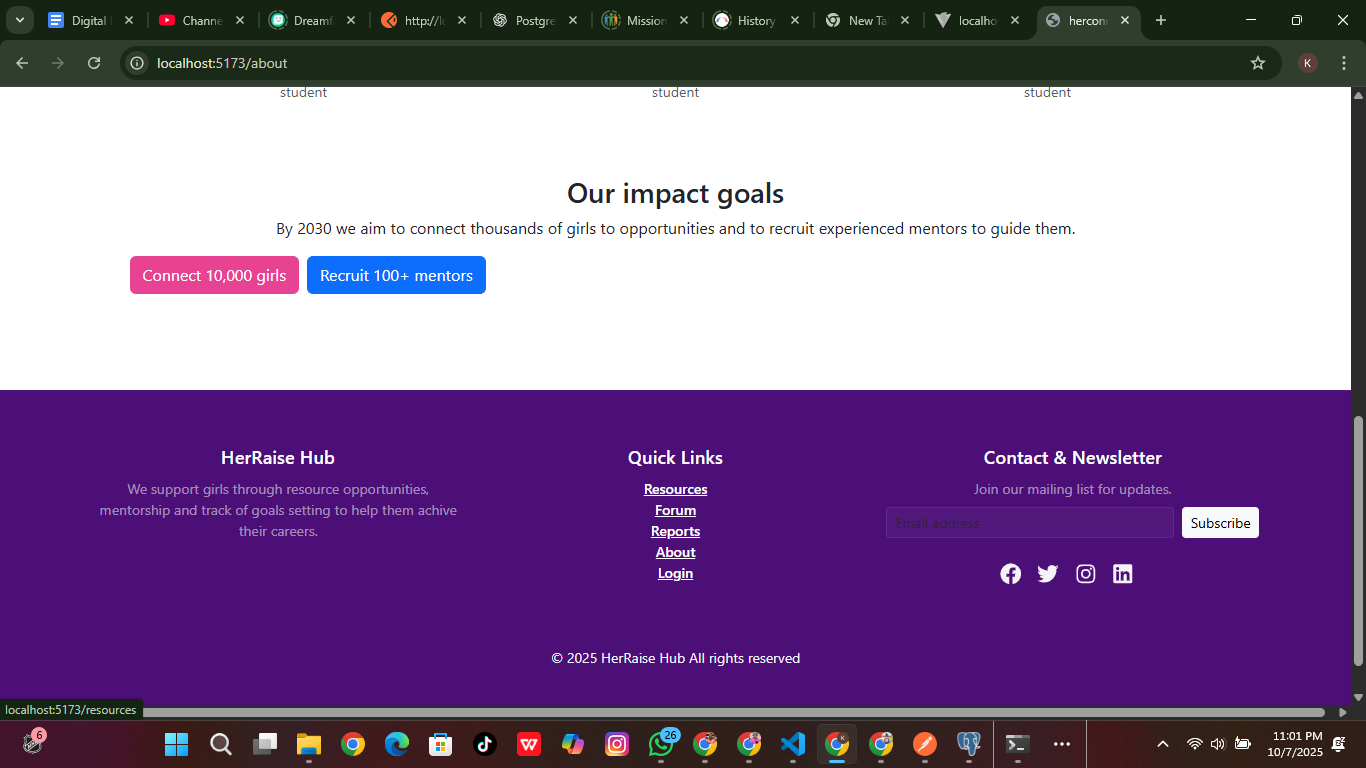 Digital
Channe
Dreamf
http://lo
Postgre
Mission
History
New Ta
localho
herconn
localhost:5173/about
K
student student student
Our impact goals
By 2030 we aim to connect thousands of girls to opportunities and to recruit experienced mentors to guide them.
Connect 10,000 girls Recruit 100+ mentors
HerRaise Hub
We support girls through resource opportunities,
mentorship and track of goals setting to help them achive
their careers.
Quick Links
Resources
Forum
Reports
About
Login
Contact & Newsletter
Join our mailing list for updates.
Email address Subscribe
© 2025 HerRaise Hub All rights reserved
localhost:5173/resources
6
26
11:01 PM
10/7/2025